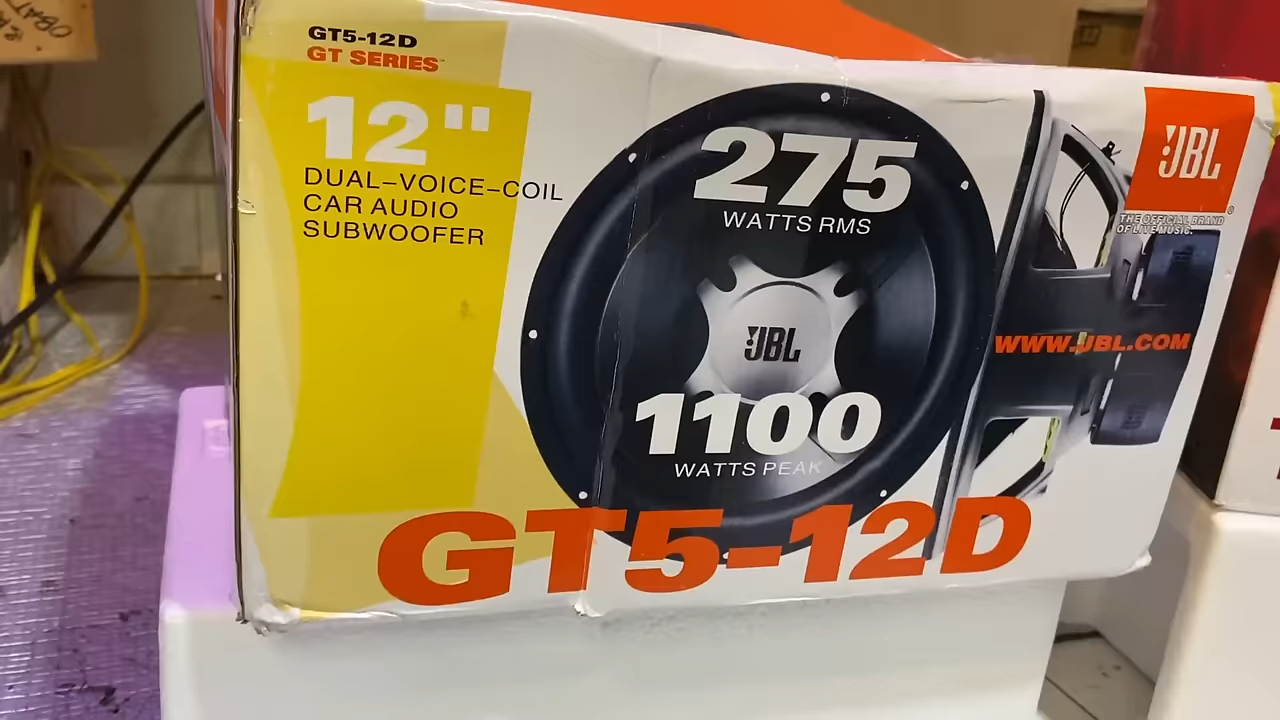 GT5-12D
GT SERIES™
12"
DUAL-VOICE-COIL
CAR AUDIO
SUBWOOFER
275
WATTS RMS
JBL
1100
WATTS PEAK
GT5-12D
JBL
THE OFFICIAL BRAND
OF LIVE MUSIC.
WWW.JBL.COM